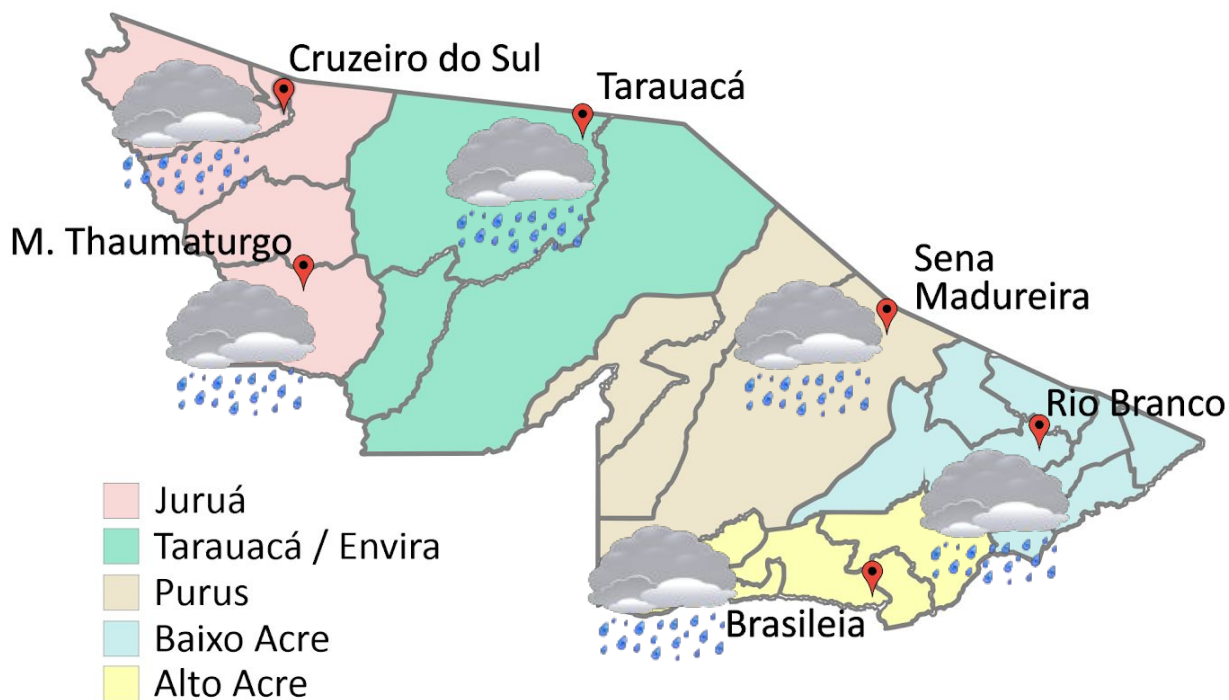 Cruzeiro do Sul
Tarauacá
M. Thaumaturgo
Sena
Madureira
Rio Branco
Brasileia
Juruá
Tarauacá / Envira
Purus
Baixo Acre
Alto Acre